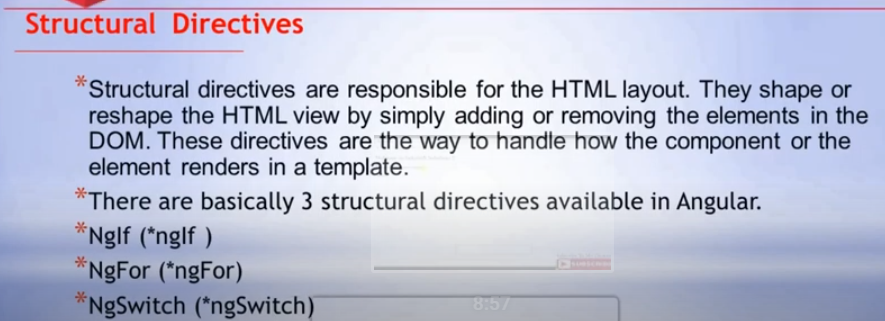 Structural Directives
*Structural directives are responsible for the HTML layout. They shape or
reshape the HTML view by simply adding or removing the elements in the
DOM. These directives are the way to handle how the component or the
element renders in a template.
*There are basically 3 structural directives available in Angular.
*NgIf (*ngIf )
*NgFor (*ngFor)
*NgSwitch (*ngSwitch)
SUBSCRIBE
8:57